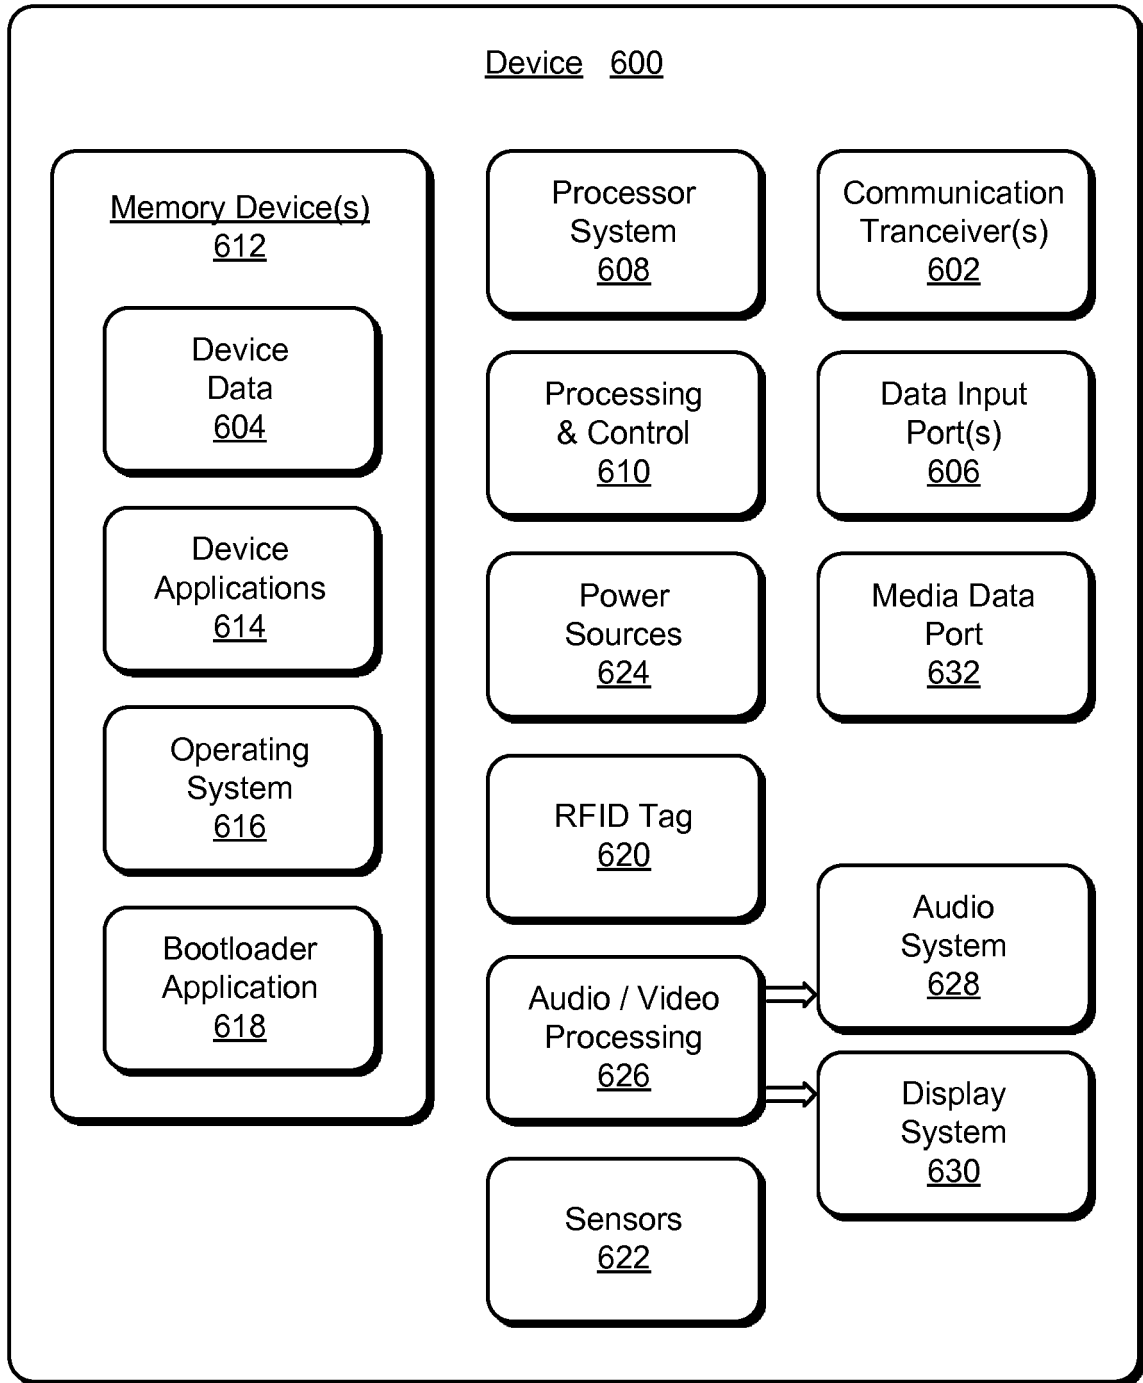 Device 600
Memory Device(s)
612
Device
Data
604
Device
Applications
614
Operating
System
616
Bootloader
Application
618
Processor
System
608
Processing
& Control
610
Power
Sources
624
RFID Tag
620
Audio / Video
Processing
626
Sensors
622
Communication
Tranceiver(s)
602
Data Input
Port(s)
606
Media Data
Port
632
Audio
System
628
Display
System
630